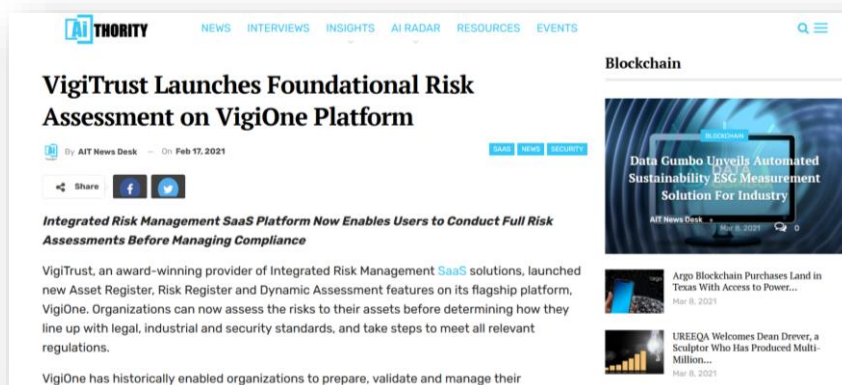 AiTHORITY
NEWS INTERVIEWS INSIGHTS AI RADAR RESOURCES EVENTS
VigiTrust Launches Foundational Risk
Assessment on VigiOne Platform
By AIT News Desk — On Feb 17, 2021
SAAS NEWS SECURITY
Share
Integrated Risk Management SaaS Platform Now Enables Users to Conduct Full Risk
Assessments Before Managing Compliance
VigiTrust, an award-winning provider of Integrated Risk Management SaaS solutions, launched
new Asset Register, Risk Register and Dynamic Assessment features on its flagship platform,
VigiOne. Organizations can now assess the risks to their assets before determining how they
line up with legal, industrial and security standards, and take steps to meet all relevant
regulations.
VigiOne has historically enabled organizations to prepare, validate and manage their
Blockchain
BLOCKCHAIN
Data Gumbo Unveils Automated
Sustainability ESG Measurement
Solution For Industry
AIT News Desk
Mar 8, 2021 0
Argo Blockchain Purchases Land in
Texas With Access to Power...
Mar 8, 2021
UREEQA Welcomes Dean Drever, a
Sculptor Who Has Produced Multi-
Million...
Mar 8, 2021